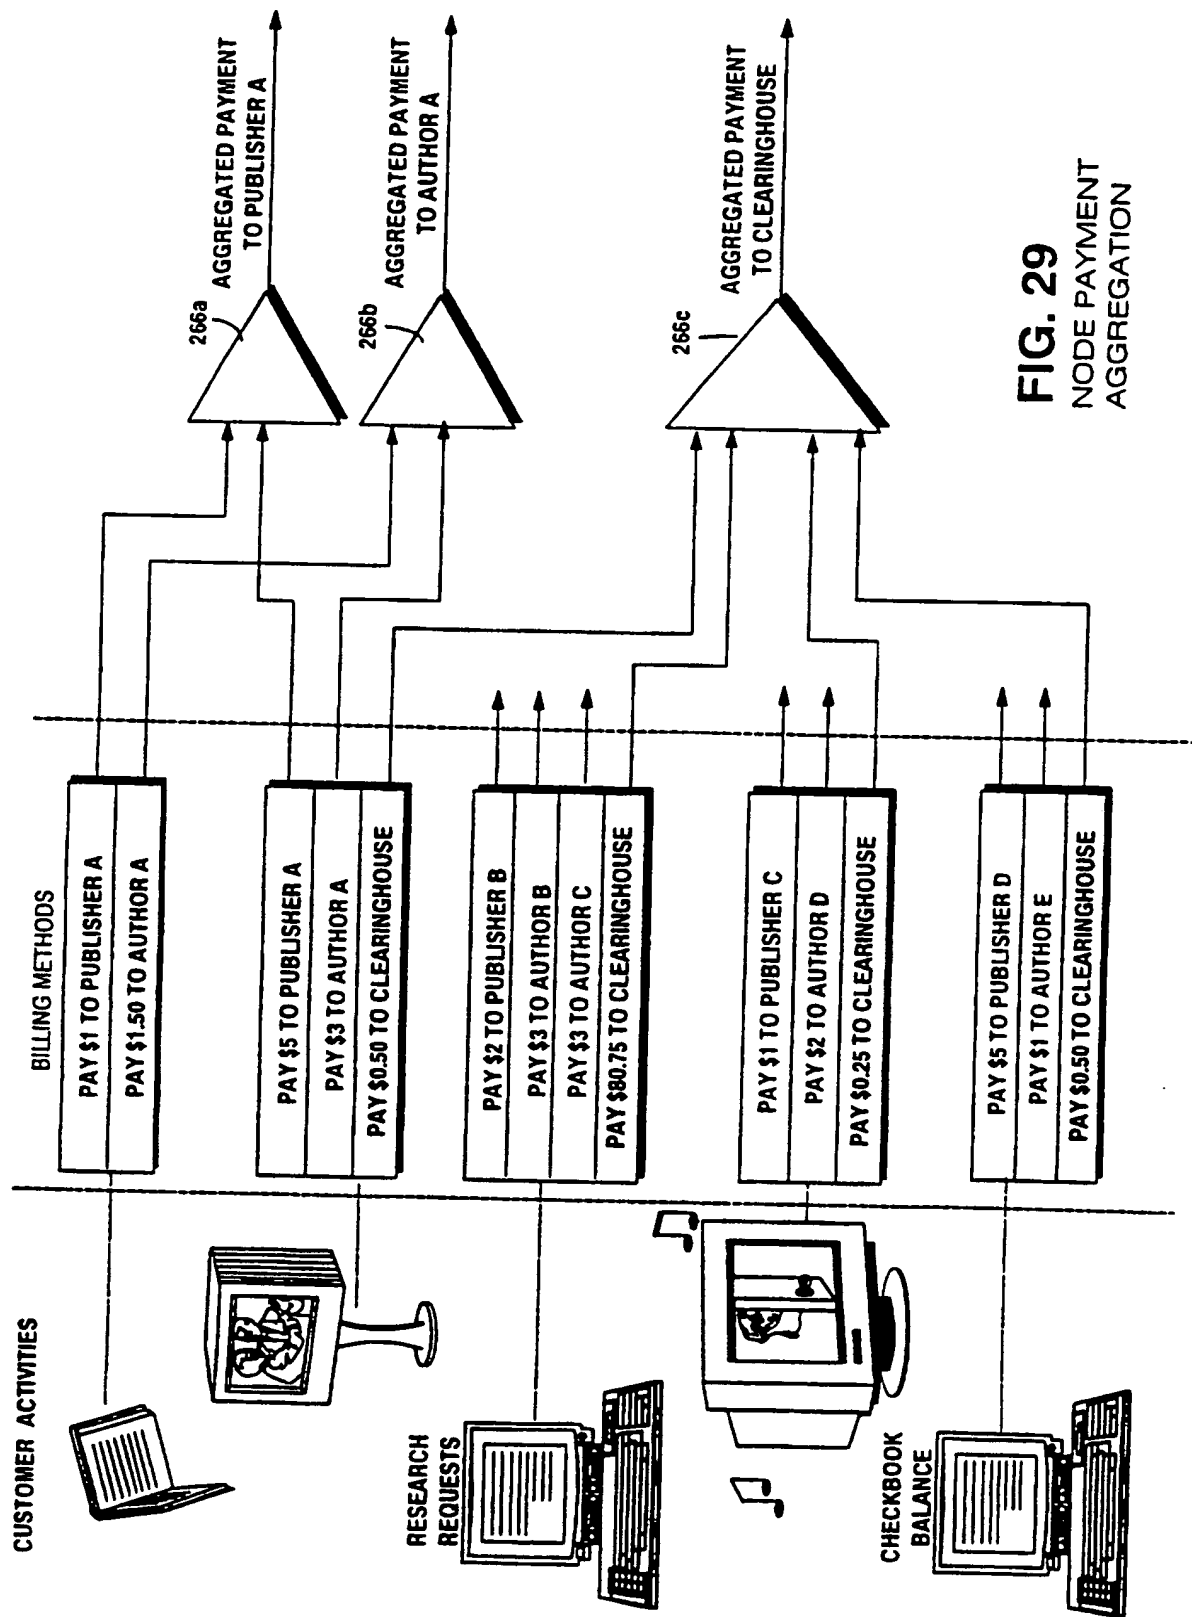 CUSTOMER ACTIVITIES
BILLING METHODS
PAY $1 TO PUBLISHER A
PAY $1.50 TO AUTHOR A
PAY $5 TO PUBLISHER A
PAY $3 TO AUTHOR A
PAY $0.50 TO CLEARINGHOUSE
RESEARCH
REQUESTS
PAY $2 TO PUBLISHER B
PAY $3 TO AUTHOR B
PAY $3 TO AUTHOR C
PAY $80.75 TO CLEARINGHOUSE
PAY $1 TO PUBLISHER C
PAY $2 TO AUTHOR D
PAY $0.25 TO CLEARINGHOUSE
CHECKBOOK
BALANCE
PAY $5 TO PUBLISHER D
PAY $1 TO AUTHOR E
PAY $0.50 TO CLEARINGHOUSE
266a
AGGREGATED PAYMENT
TO PUBLISHER A
266b
AGGREGATED PAYMENT
TO AUTHOR A
266c
AGGREGATED PAYMENT
TO CLEARINGHOUSE
FIG. 29
NODE PAYMENT
AGGREGATION